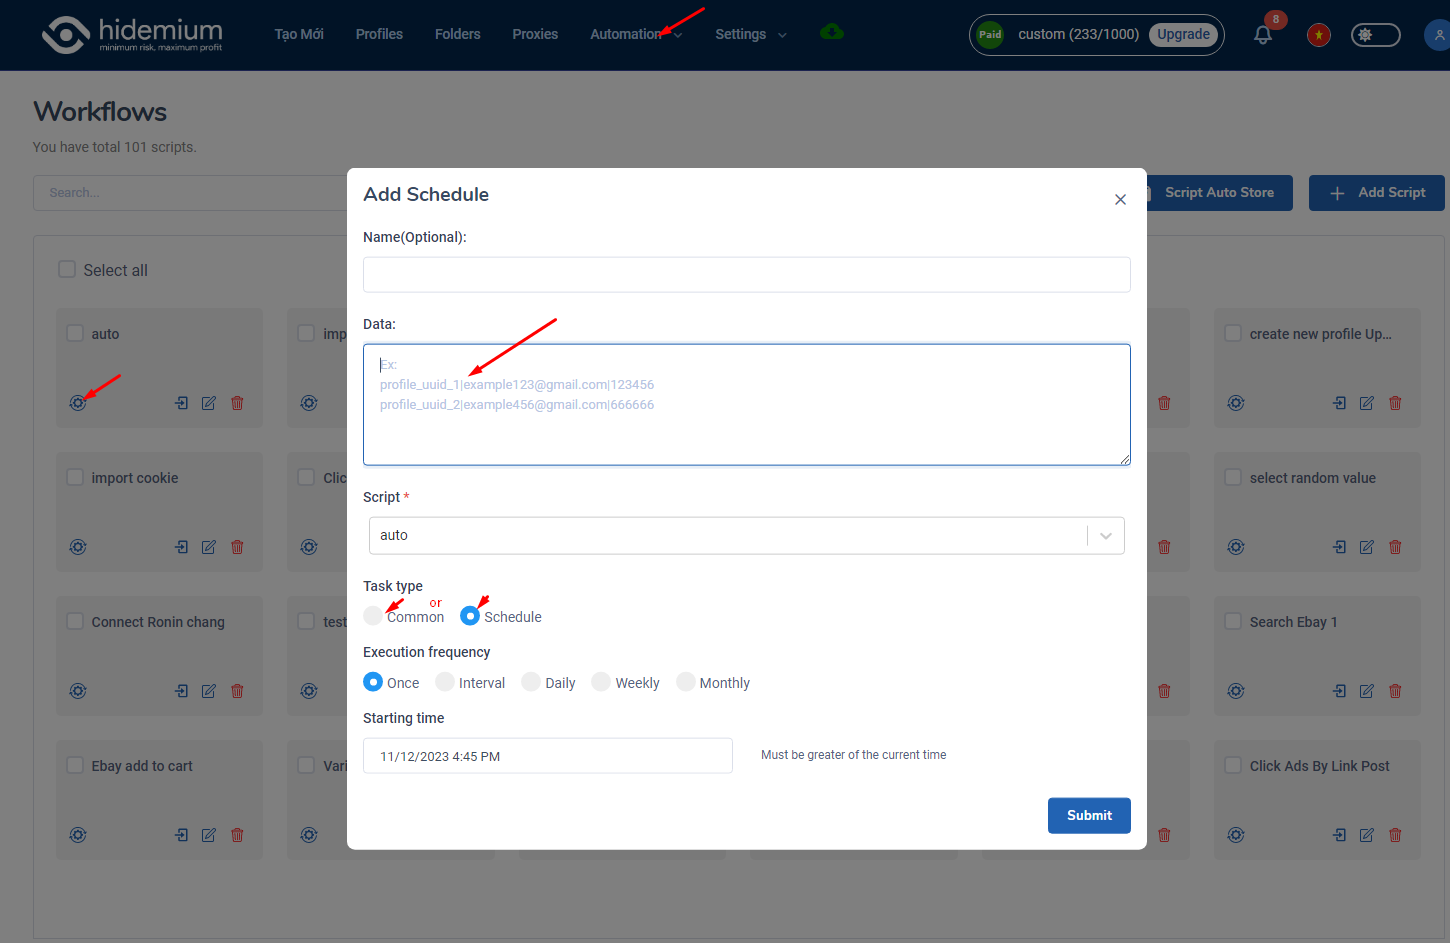 hidemium
minimum risk, maximum profit
Tạo Mới
Profiles
Folders
Proxies
Automation
Settings
Paid
custom (233/1000)
Upgrade
8
Workflows
You have total 101 scripts.
Search...
Script Auto Store
Add Script
Select all
auto
imp
create new profile Up...
import cookie
Clic
select random value
Connect Ronin chang
test
Search Ebay 1
Ebay add to cart
Vari
Click Ads By Link Post
Add Schedule
Name(Optional):
Data:
Ex:
profile_uuid_1|example123@gmail.com|123456
profile_uuid_2|example456@gmail.com|666666
Script *
auto
Task type
or
Common
Schedule
Execution frequency
Once
Interval
Daily
Weekly
Monthly
Starting time
11/12/2023 4:45 PM
Must be greater of the current time
Submit